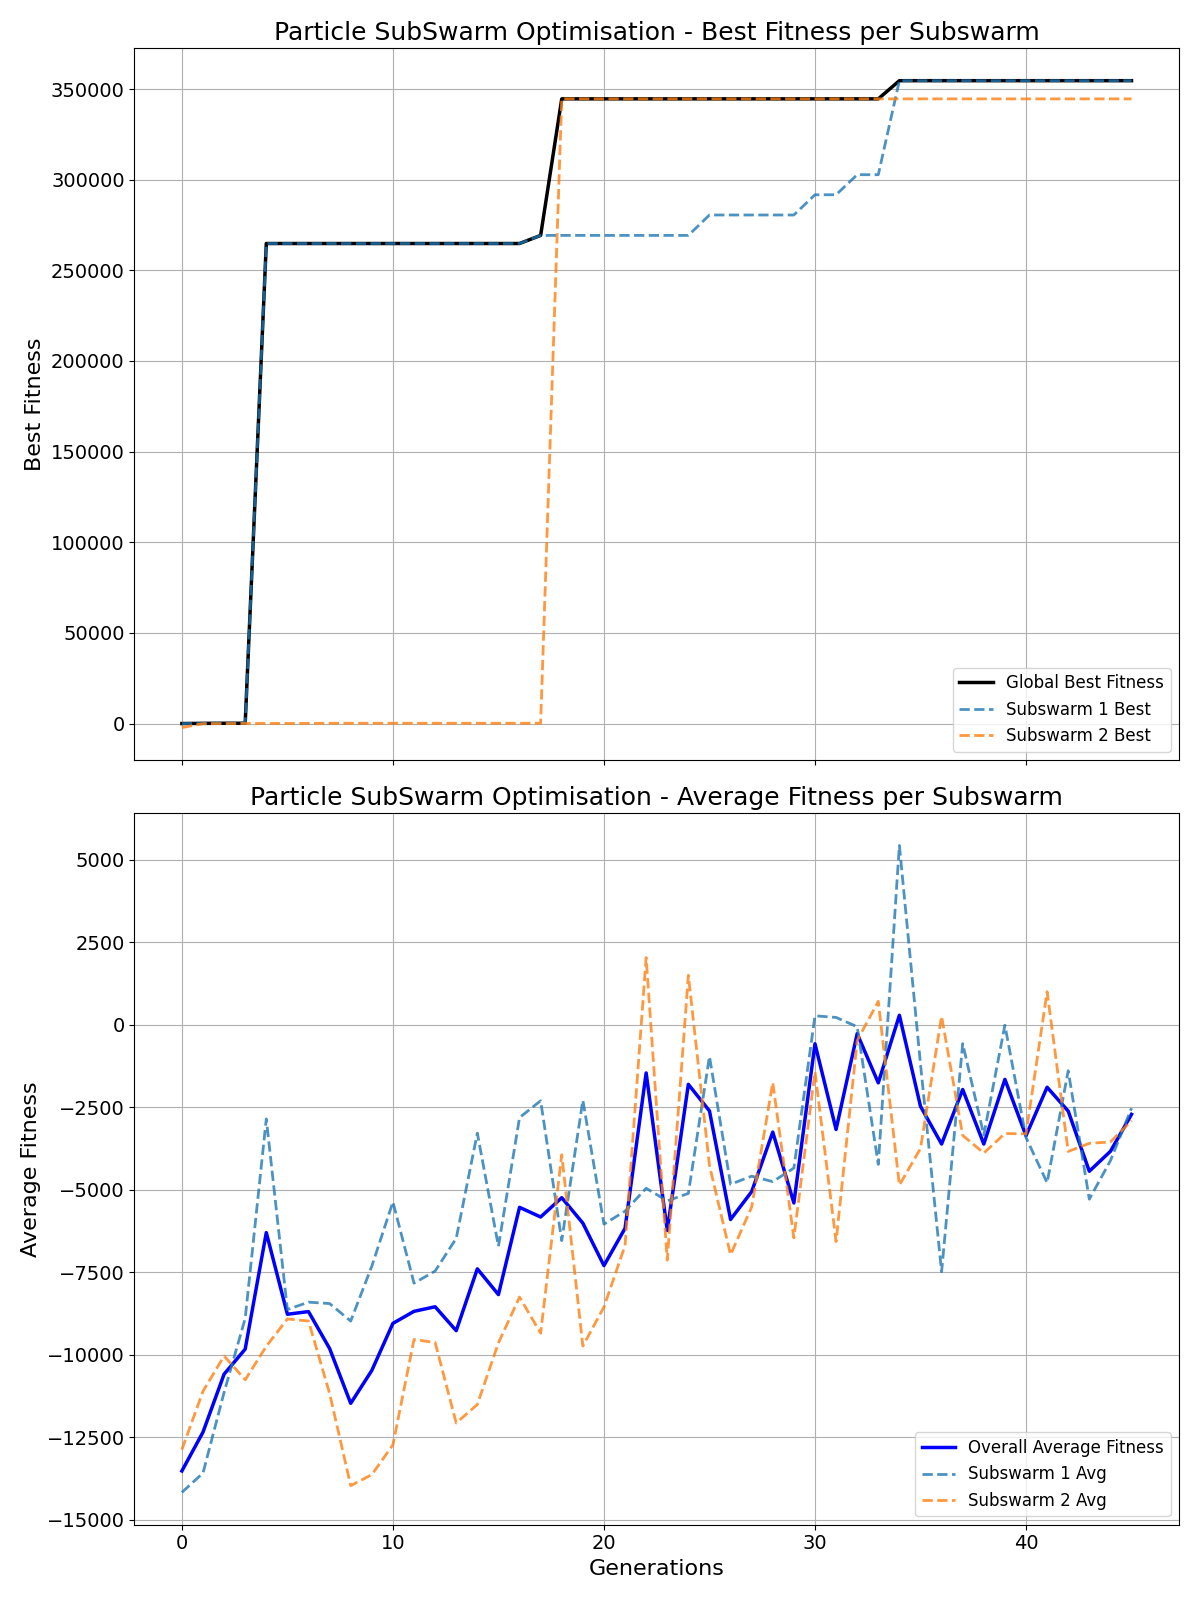 Particle SubSwarm Optimisation - Best Fitness per Subswarm
350000
300000
250000
200000
150000
100000
50000
0
Best Fitness
Global Best Fitness
Subswarm 1 Best
Subswarm 2 Best
Particle SubSwarm Optimisation - Average Fitness per Subswarm
5000
2500
0
−2500
−5000
−7500
−10000
−12500
−15000
Average Fitness
Overall Average Fitness
Subswarm 1 Avg
Subswarm 2 Avg
0 10 20 30 40
Generations